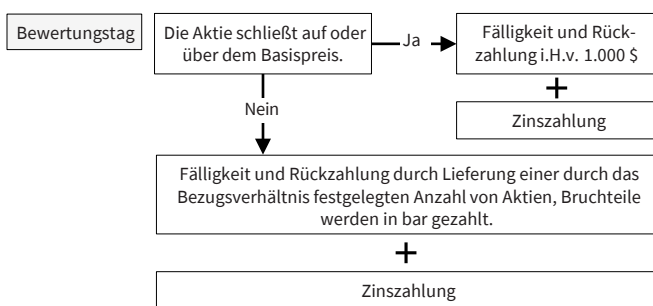 Bewertungstag
Die Aktie schließt auf oder
über dem Basispreis.
Ja
Fälligkeit und Rück-
zahlung i.H.v. 1.000 $
+
Zinszahlung
Nein
Fälligkeit und Rückzahlung durch Lieferung einer durch das
Bezugsverhältnis festgelegten Anzahl von Aktien, Bruchteile
werden in bar gezahlt.
+
Zinszahlung